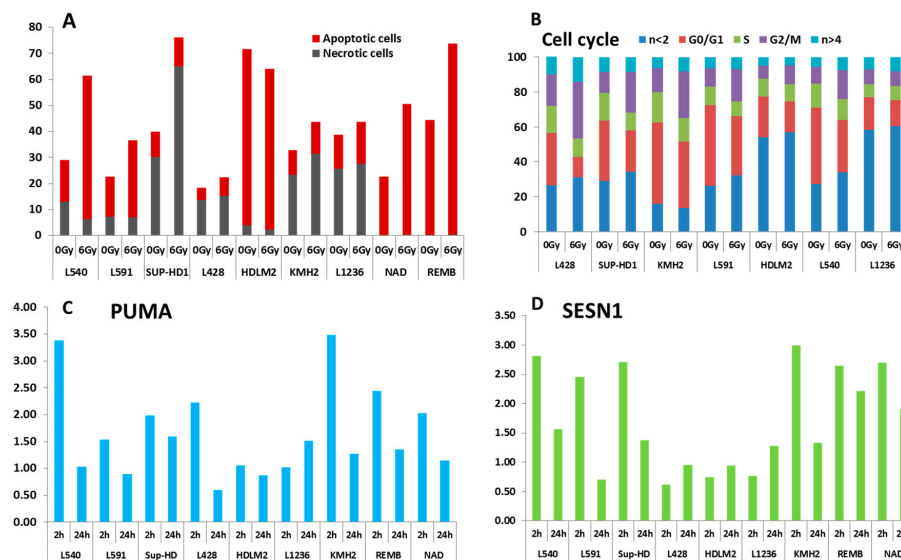 A
Apoptotic cells
Necrotic cells
80
70
60
50
40
30
20
10
0
0Gy 6Gy 0Gy 6Gy 0Gy 6Gy 0Gy 6Gy 0Gy 6Gy 0Gy 6Gy 0Gy 6Gy 0Gy 6Gy 0Gy 6Gy
L540 L591 SUP-HD1 L428 HDLM2 KMH2 L1236 NAD REMB
B
Cell cycle
n<2 G0/G1 S G2/M n>4
100
80
60
40
20
0
0Gy 6Gy 0Gy 6Gy 0Gy 6Gy 0Gy 6Gy 0Gy 6Gy 0Gy 6Gy 0Gy 6Gy
L428 SUP-HD1 KMH2 L591 HDLM2 L540 L1236
C
PUMA
4.00
3.50
3.00
2.50
2.00
1.50
1.00
0.50
0.00
2h 24h 2h 24h 2h 24h 2h 24h 2h 24h 2h 24h 2h 24h 2h 24h 2h 24h
L540 L591 Sup-HD L428 HDLM2 L1236 KMH2 REMB NAD
D
SESN1
3.50
3.00
2.50
2.00
1.50
1.00
0.50
0.00
2h 24h 2h 24h 2h 24h 2h 24h 2h 24h 2h 24h 2h 24h 2h 24h 2h 2
L540 L591 Sup-HD L428 HDLM2 L1236 KMH2 REMB NAD